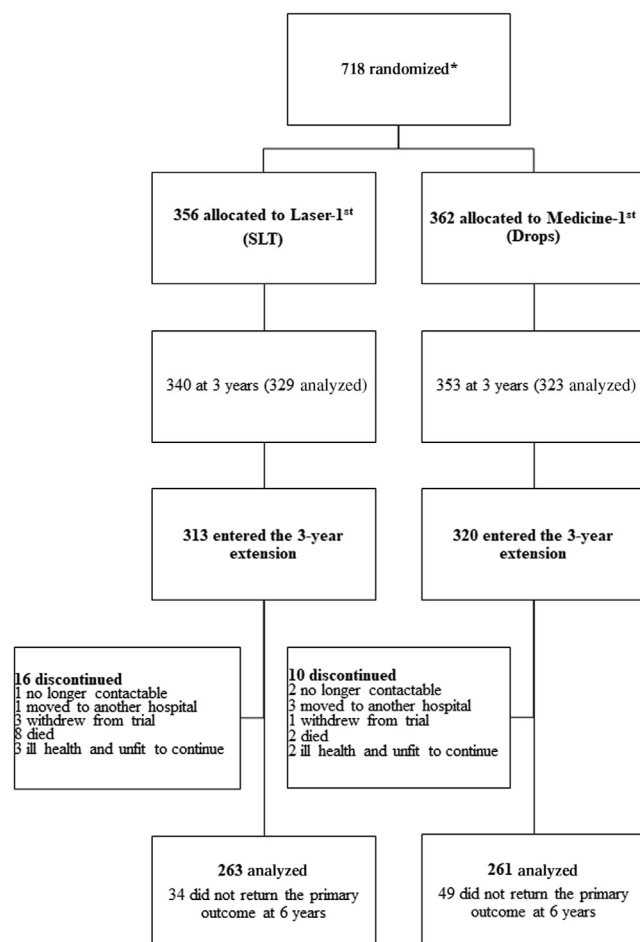 718 randomized*
356 allocated to Laser-1st
(SLT)
362 allocated to Medicine-1st
(Drops)
340 at 3 years (329 analyzed)
353 at 3 years (323 analyzed)
313 entered the 3-year
extension
320 entered the 3-year
extension
16 discontinued
1 no longer contactable
1 moved to another hospital
3 withdrew from trial
8 died
3 ill health and unfit to continue
10 discontinued
2 no longer contactable
3 moved to another hospital
1 withdrew from trial
2 died
2 ill health and unfit to continue
263 analyzed
34 did not return the primary
outcome at 6 years
261 analyzed
49 did not return the primary
outcome at 6 years